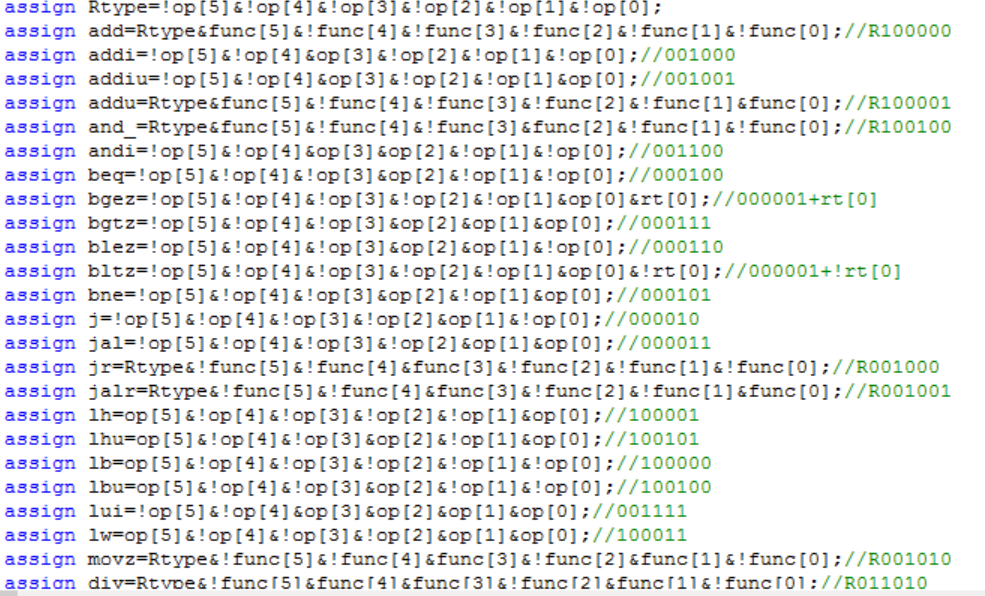 assign Rtype=!op[5]&!op[4]&!op[3]&!op[2]&!op[1]&!op[0];
assign add=Rtype&func[5]&!func[4]&!func[3]&!func[2]&!func[1]&!func[0];//R100000
assign addi=!op[5]&!op[4]&op[3]&!op[2]&!op[1]&!op[0];//001000
assign addiu=!op[5]&!op[4]&op[3]&!op[2]&!op[1]&op[0];//001001
assign addu=Rtype&func[5]&!func[4]&!func[3]&!func[2]&!func[1]&func[0];//R100001
assign and_=Rtype&func[5]&!func[4]&!func[3]&func[2]&!func[1]&!func[0];//R100100
assign andi=!op[5]&!op[4]&op[3]&op[2]&!op[1]&!op[0];//001100
assign beq=!op[5]&!op[4]&!op[3]&op[2]&!op[1]&!op[0];//000100
assign bgez=!op[5]&!op[4]&!op[3]&!op[2]&!op[1]&op[0]&rt[0];//000001+rt[0]
assign bgtz=!op[5]&!op[4]&!op[3]&op[2]&op[1]&op[0];//000111
assign blez=!op[5]&!op[4]&!op[3]&op[2]&op[1]&!op[0];//000110
assign bltz=!op[5]&!op[4]&!op[3]&!op[2]&!op[1]&op[0]&!rt[0];//000001+!rt[0]
assign bne=!op[5]&!op[4]&!op[3]&op[2]&!op[1]&op[0];//000101
assign j=!op[5]&!op[4]&!op[3]&!op[2]&op[1]&!op[0];//000010
assign jal=!op[5]&!op[4]&!op[3]&!op[2]&op[1]&op[0];//000011
assign jr=Rtype&!func[5]&!func[4]&func[3]&!func[2]&!func[1]&!func[0];//R001000
assign jalr=Rtype&!func[5]&!func[4]&func[3]&!func[2]&!func[1]&func[0];//R001001
assign lh=op[5]&!op[4]&!op[3]&!op[2]&!op[1]&op[0];//100001
assign lhu=op[5]&!op[4]&!op[3]&op[2]&!op[1]&op[0];//100101
assign lb=op[5]&!op[4]&!op[3]&!op[2]&!op[1]&!op[0];//100000
assign lbu=op[5]&!op[4]&!op[3]&op[2]&!op[1]&!op[0];//100100
assign lui=!op[5]&!op[4]&op[3]&op[2]&op[1]&op[0];//001111
assign lw=op[5]&!op[4]&!op[3]&!op[2]&op[1]&op[0];//100011
assign movz=Rtype&!func[5]&!func[4]&func[3]&!func[2]&func[1]&!func[0];//R001010
assign div=Rtype&!func[5]&func[4]&func[3]&!func[2]&func[1]&!func[0];//R011010